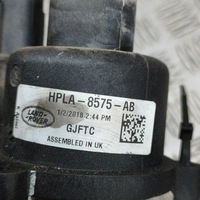 HPLA-8575-AB
LAND-
ROVER
1/2/2018 2:44 PM
GJFTC
ASSEMBLED IN UK